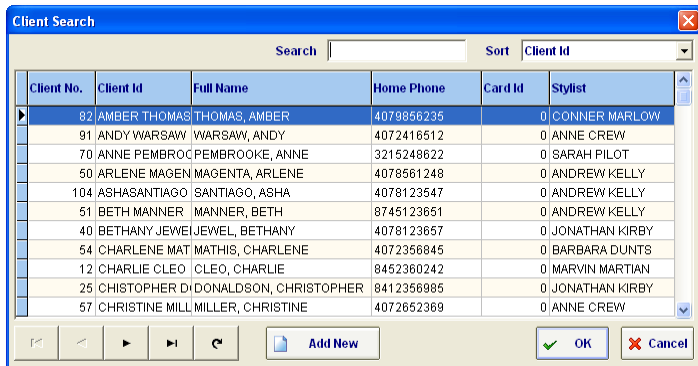 Client Search
Search Sort Client Id
Client No. Client Id Full Name Home Phone Card Id Stylist
82 AMBER THOMAS THOMAS, AMBER 4079856235 0 CONNER MARLOW
91 ANDY WARSAW WARSAW, ANDY 4072416512 0 ANNE CREW
70 ANNE PEMBROC PEMBROOKE, ANNE 3215248622 0 SARAH PILOT
50 ARLENE MAGEN MAGENTA, ARLENE 4078561248 0 ANDREW KELLY
104 ASHASANTIAGO SANTIAGO, ASHA 4078123547 0 ANDREW KELLY
51 BETH MANNER MANNER, BETH 8745123651 0 ANDREW KELLY
40 BETHANY JEWEL JEWEL, BETHANY 4078123657 0 JONATHAN KIRBY
54 CHARLENE MAT MATHIS, CHARLENE 4072356845 0 BARBARA DUNTS
12 CHARLIE CLEO CLEO, CHARLIE 8452360242 0 MARVIN MARTIAN
25 CHISTOPHER D DONALDSON, CHRISTOPHER 8412356985 0 JONATHAN KIRBY
57 CHRISTINE MILL MILLER, CHRISTINE 4072652369 0 ANNE CREW
Add New OK Cancel